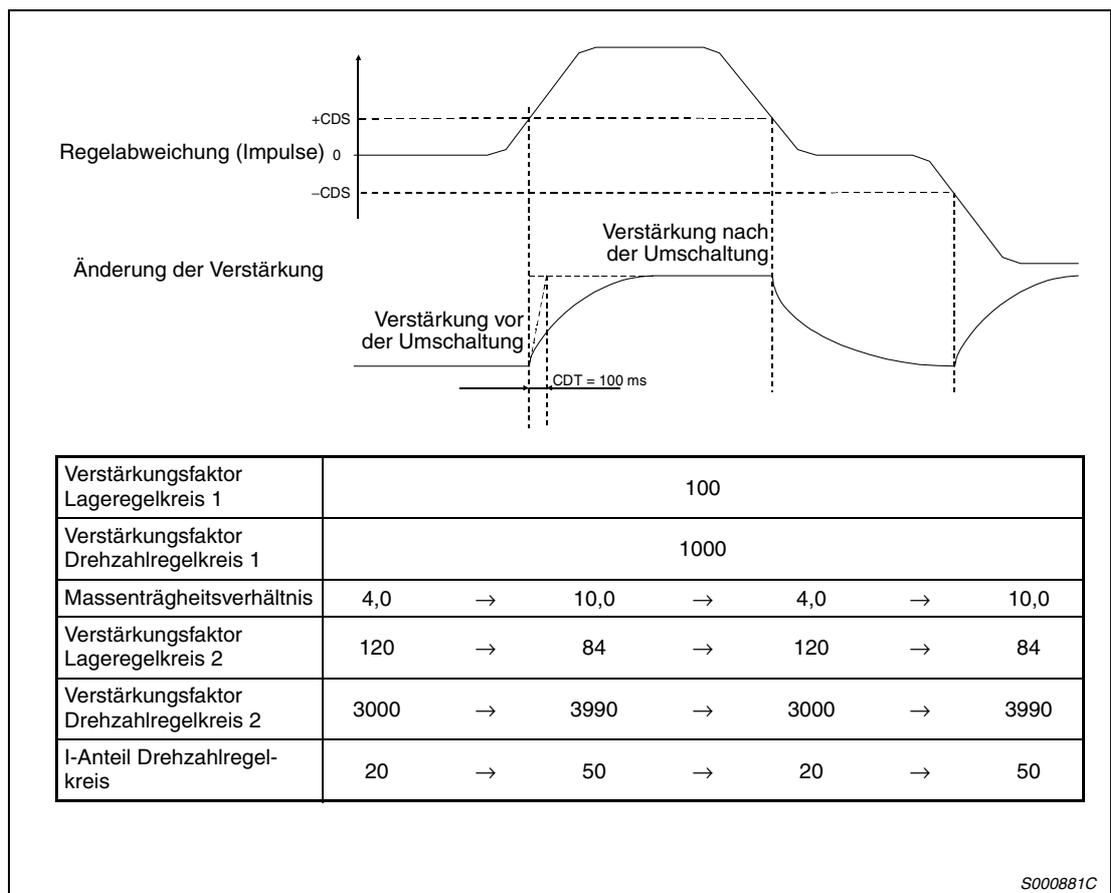 +CDS
Regelabweichung (Impulse) 0
−CDS
Verstärkung nach
der Umschaltung
Änderung der Verstärkung
Verstärkung vor
der Umschaltung
CDT = 100 ms
Verstärkungsfaktor
Lageregelkreis 1
100
Verstärkungsfaktor
Drehzahlregelkreis 1
1000
Massenträgheitsverhältnis 4,0 → 10,0 → 4,0 → 10,0
Verstärkungsfaktor
Lageregelkreis 2
120 → 84 → 120 → 84
Verstärkungsfaktor
Drehzahlregelkreis 2
3000 → 3990 → 3000 → 3990
I-Anteil Drehzahlregel-
kreis
20 → 50 → 20 → 50
S000881C